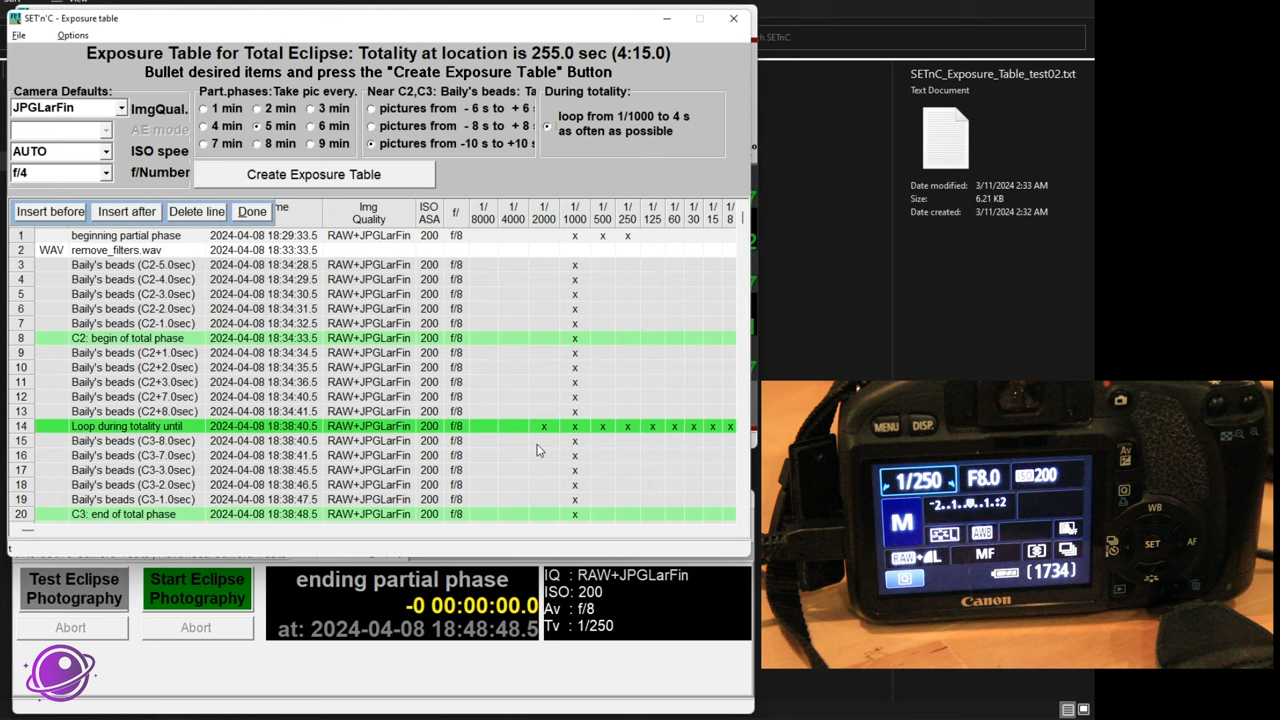 View
SET'n'C - Exposure table
File Options
SETnC
Exposure Table for Total Eclipse: Totality at location is 255.0 sec (4:15.0)
Bullet desired items and press the "Create Exposure Table" Button
SETnC_Exposure_Table_test02.txt
Text Document
Date modified: 3/11/2024 2:33 AM
Size: 6.21 KB
Date created: 3/11/2024 2:32 AM
Camera Defaults:
JPGLarFin ImgQual.
AE mode
AUTO ISO spee
f/4 f/Number
Part.phases:Take pic every.
1 min 2 min 3 min
4 min 5 min 6 min
7 min 8 min 9 min
Near C2,C3: Baily's beads: Ta
pictures from - 6 s to + 6 s
pictures from - 8 s to + 8 s
pictures from -10 s to +10 s
During totality:
loop from 1/1000 to 4 s
as often as possible
Create Exposure Table
Insert before Insert after Delete line Done
me Img Quality ISO ASA f/ 1/8000 1/4000 1/2000 1/1000 1/500 1/250 1/125 1/60 1/30 1/15 1/8
1 beginning partial phase 2024-04-08 18:29:33.5 RAW+JPGLarFin 200 f/8 x x x
2 WAV remove_filters.wav 2024-04-08 18:33:33.5
3 Baily's beads (C2-5.0sec) 2024-04-08 18:34:28.5 RAW+JPGLarFin 200 f/8 x
4 Baily's beads (C2-4.0sec) 2024-04-08 18:34:29.5 RAW+JPGLarFin 200 f/8 x
5 Baily's beads (C2-3.0sec) 2024-04-08 18:34:30.5 RAW+JPGLarFin 200 f/8 x
6 Baily's beads (C2-2.0sec) 2024-04-08 18:34:31.5 RAW+JPGLarFin 200 f/8 x
7 Baily's beads (C2-1.0sec) 2024-04-08 18:34:32.5 RAW+JPGLarFin 200 f/8 x
8 C2: begin of total phase 2024-04-08 18:34:33.5 RAW+JPGLarFin 200 f/8 x
9 Baily's beads (C2+1.0sec) 2024-04-08 18:34:34.5 RAW+JPGLarFin 200 f/8 x
10 Baily's beads (C2+2.0sec) 2024-04-08 18:34:35.5 RAW+JPGLarFin 200 f/8 x
11 Baily's beads (C2+3.0sec) 2024-04-08 18:34:36.5 RAW+JPGLarFin 200 f/8 x
12 Baily's beads (C2+7.0sec) 2024-04-08 18:34:40.5 RAW+JPGLarFin 200 f/8 x
13 Baily's beads (C2+8.0sec) 2024-04-08 18:34:41.5 RAW+JPGLarFin 200 f/8 x
14 Loop during totality until 2024-04-08 18:38:40.5 RAW+JPGLarFin 200 f/8 x x x x x x x x x
15 Baily's beads (C3-8.0sec) 2024-04-08 18:38:40.5 RAW+JPGLarFin 200 f/8 x
16 Baily's beads (C3-7.0sec) 2024-04-08 18:38:41.5 RAW+JPGLarFin 200 f/8 x
17 Baily's beads (C3-3.0sec) 2024-04-08 18:38:45.5 RAW+JPGLarFin 200 f/8 x
18 Baily's beads (C3-2.0sec) 2024-04-08 18:38:46.5 RAW+JPGLarFin 200 f/8 x
19 Baily's beads (C3-1.0sec) 2024-04-08 18:38:47.5 RAW+JPGLarFin 200 f/8 x
20 C3: end of total phase 2024-04-08 18:38:48.5 RAW+JPGLarFin 200 f/8 x
t
Test Eclipse Photography
Start Eclipse Photography
Abort Abort
ending partial phase
-0 00:00:00.0
at: 2024-04-08 18:48:48.5
IQ : RAW+JPGLarFin
ISO: 200
Av : f/8
Tv : 1/250
MENU DISP.
1/250 F8.0 ISO 200
-2..1..0..1.:2
M AWB
RAW+L MF
Q (1734)
Av
Q
WB
SET AF
Canon